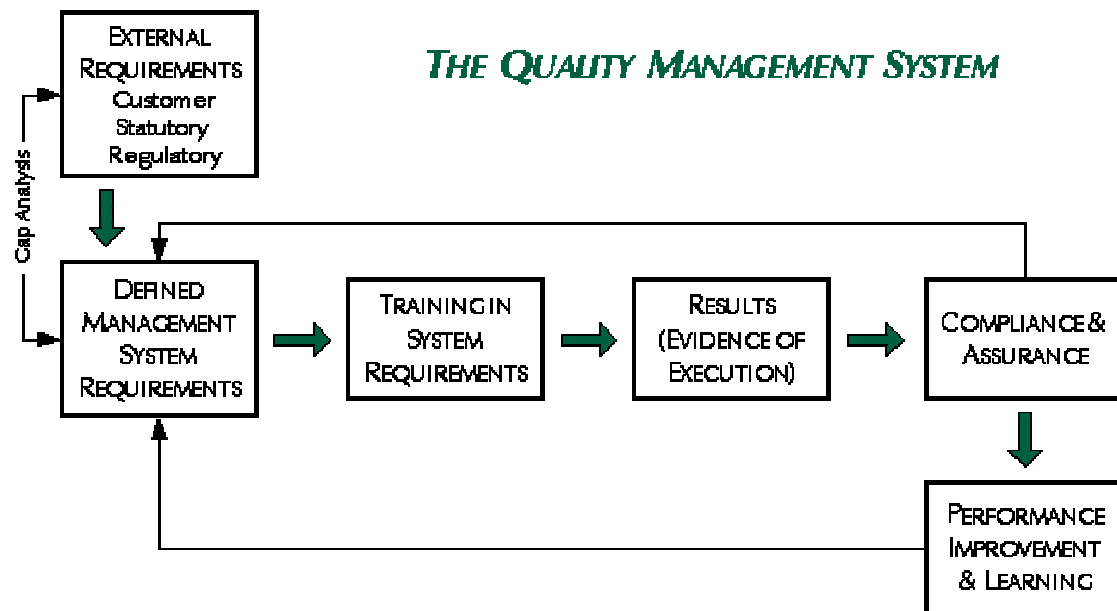 THE QUALITY MANAGEMENT SYSTEM
EXTERNAL
REQUIREMENTS
Customer
Statutory
Regulatory
Gap Analysis
DEFINED
MANAGEMENT
SYSTEM
REQUIREMENTS
TRAINING IN
SYSTEM
REQUIREMENTS
RESULTS
(EVIDENCE OF
EXECUTION)
COMPLIANCE &
ASSURANCE
PERFORMANCE
IMPROVEMENT
& LEARNING